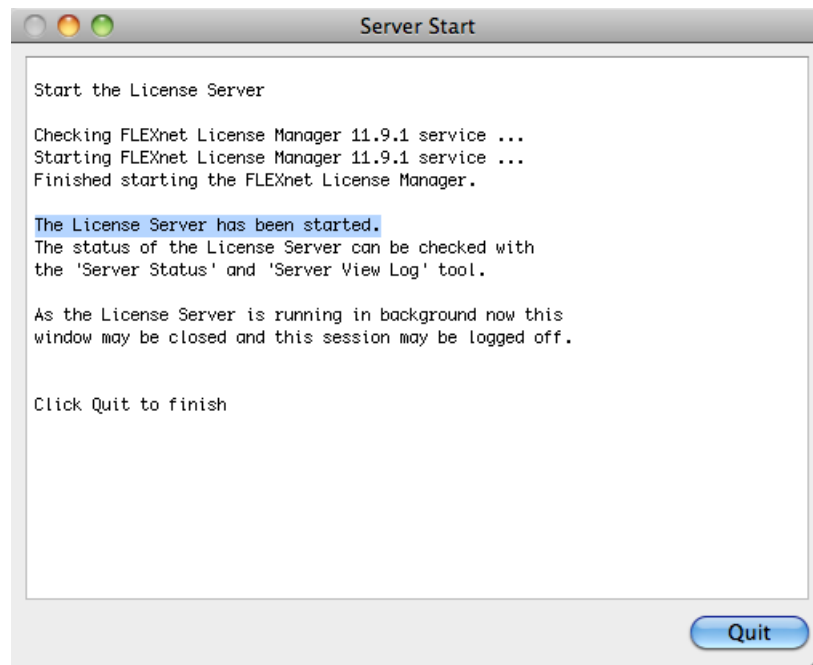 Server Start
Start the License Server
Checking FLEXnet License Manager 11.9.1 service ...
Starting FLEXnet License Manager 11.9.1 service ...
Finished starting the FLEXnet License Manager.
The License Server has been started.
The status of the License Server can be checked with
the 'Server Status' and 'Server View Log' tool.
As the License Server is running in background now this
window may be closed and this session may be logged off.
Click Quit to finish
Quit